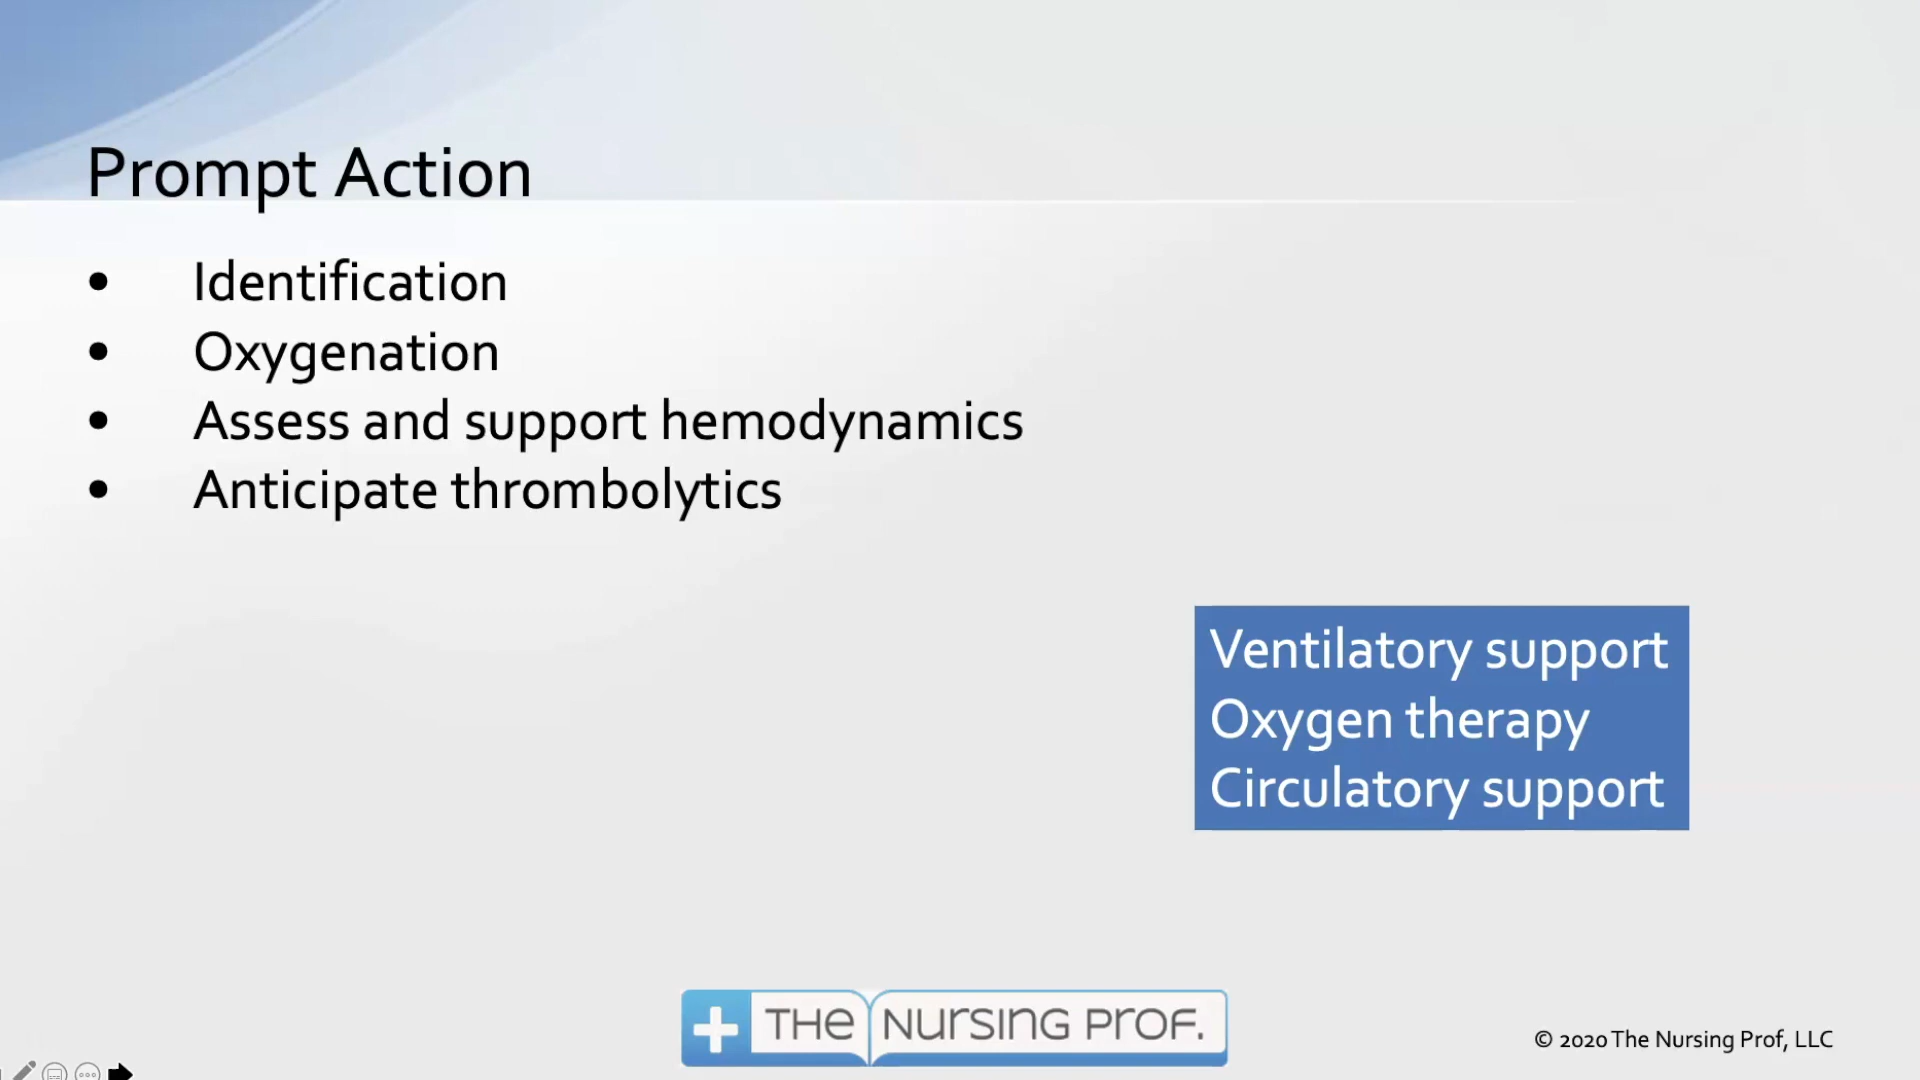 Prompt Action
• Identification
• Oxygenation
• Assess and support hemodynamics
• Anticipate thrombolytics
Ventilatory support
Oxygen therapy
Circulatory support
THE NURSING PROF.
© 2020 The Nursing Prof, LLC